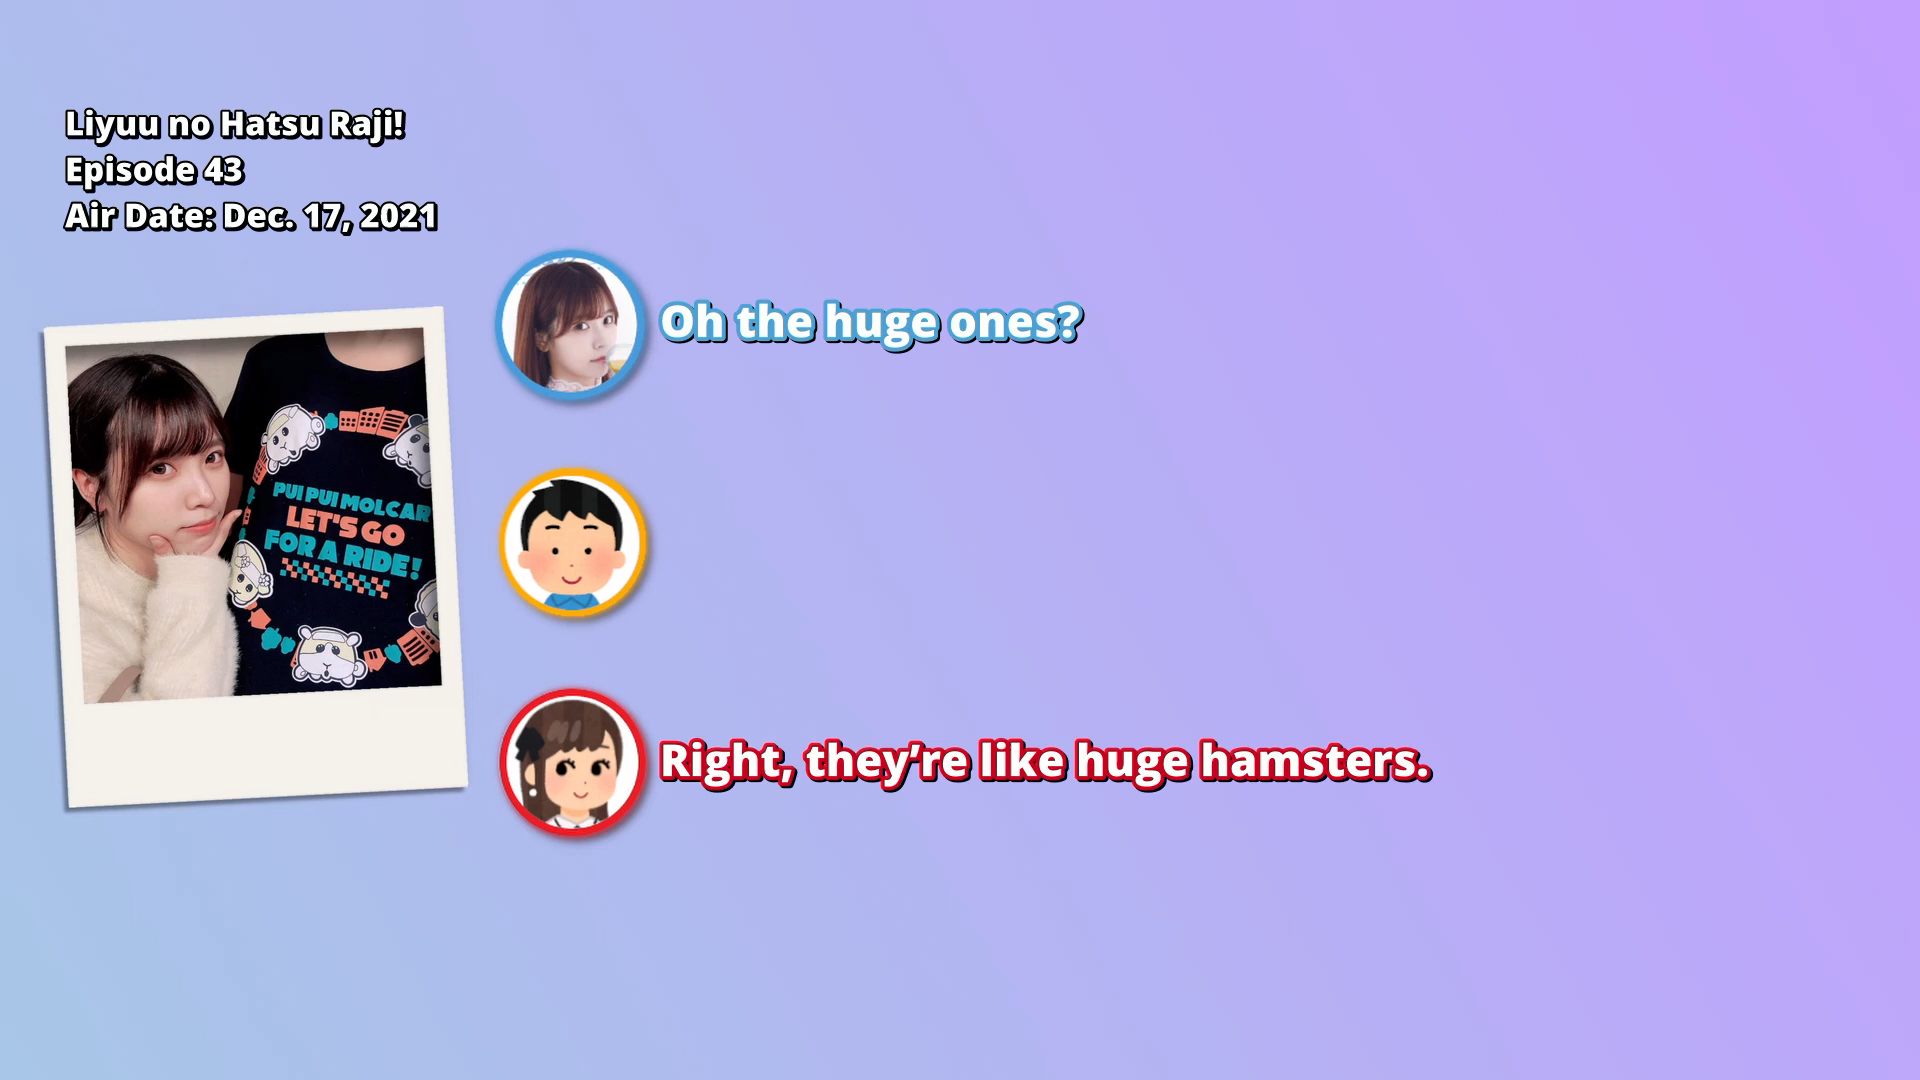 Liyuu no Hatsu Raji!
Episode 43
Air Date: Dec. 17, 2021
Oh the huge ones?
PUI PUI MOLCAR
LET'S GO
FOR A RIDE!
Right, they’re like huge hamsters.